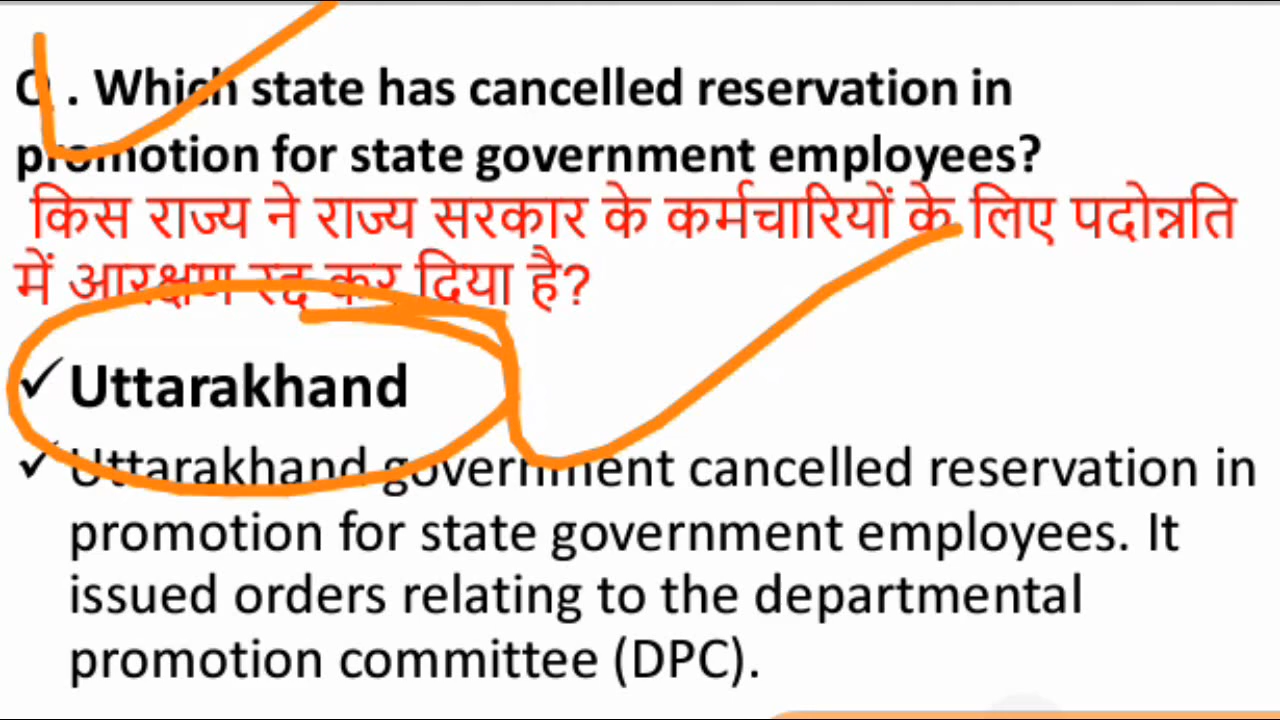 Q . Which state has cancelled reservation in
promotion for state government employees?
किस राज्य ने राज्य सरकार के कर्मचारियों के लिए पदोन्नति
में आरक्षण रद्द कर दिया है?
✓ Uttarakhand
✓ Uttarakhand government cancelled reservation in
promotion for state government employees. It
issued orders relating to the departmental
promotion committee (DPC).